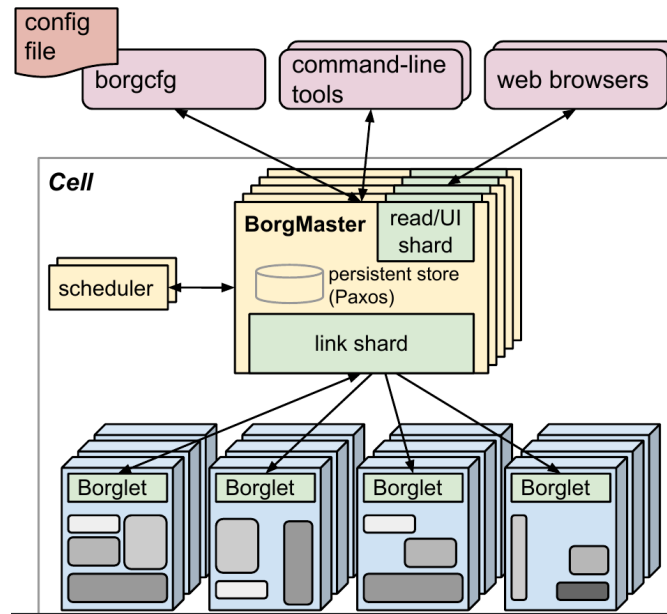 config
file
borgcfg
command-line
tools
web browsers
Cell
BorgMaster
read/UI
shard
scheduler
persistent store
(Paxos)
link shard
Borglet
Borglet
Borglet
Borglet